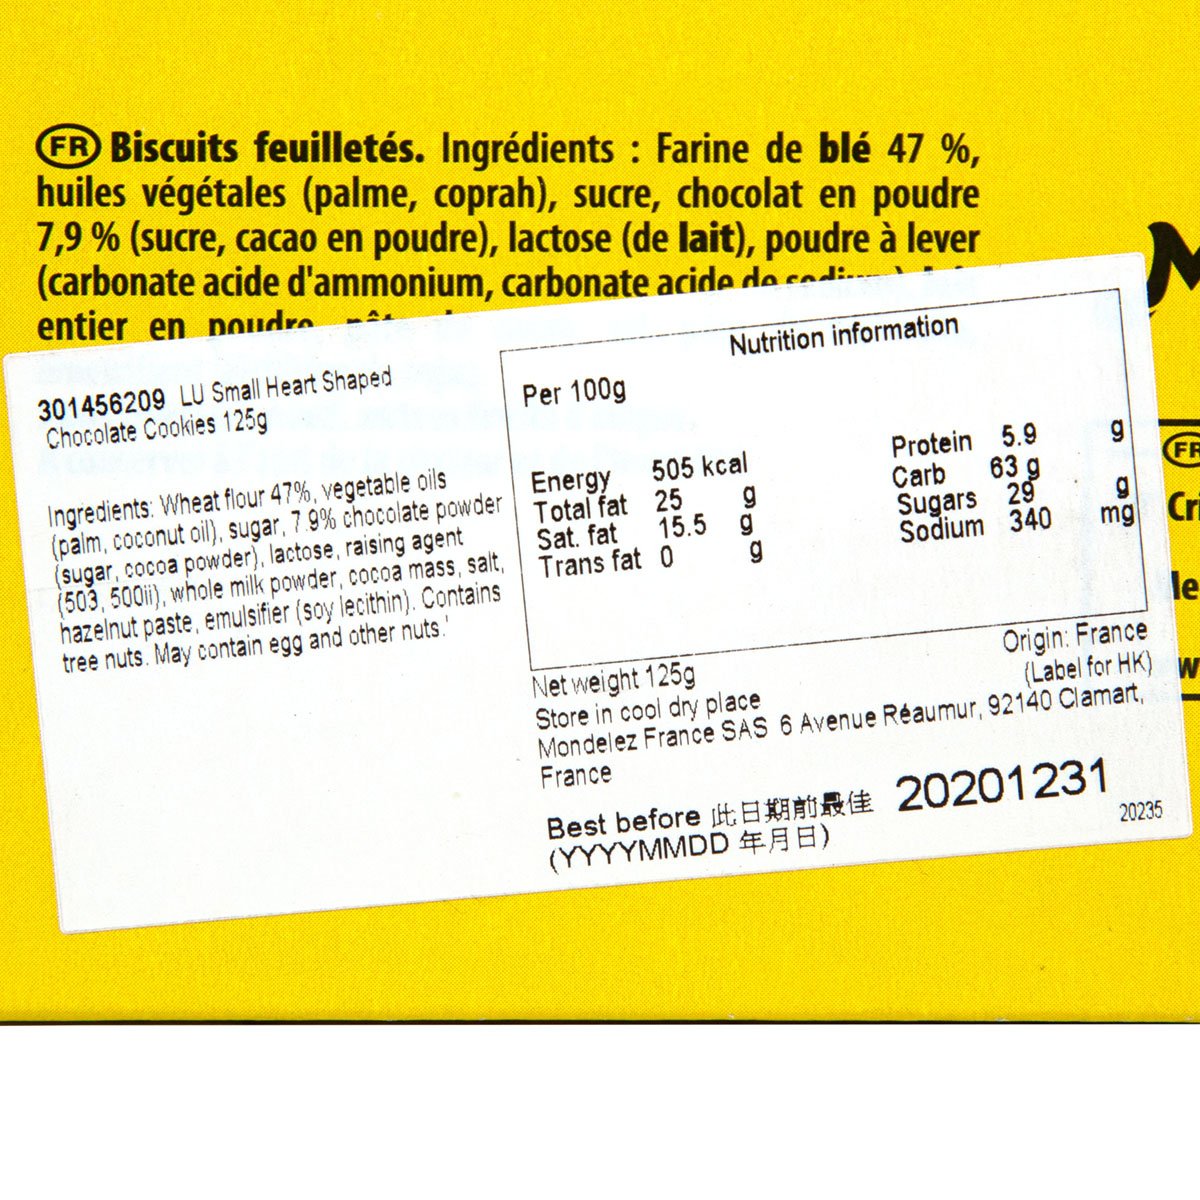 FR Biscuits feuilletés. Ingrédients : Farine de blé 47 %,
huiles végétales (palme, coprah), sucre, chocolat en poudre
7,9 % (sucre, cacao en poudre), lactose (de lait), poudre à lever
(carbonate acide d'ammonium, carbonate acide de sodium),
entier en poudre, pâte
301456209 LU Small Heart Shaped
Chocolate Cookies 125g
Ingredients: Wheat flour 47%, vegetable oils
(palm, coconut oil), sugar, 7.9% chocolate powder
(sugar, cocoa powder), lactose, raising agent
(503, 500ii), whole milk powder, cocoa mass, salt,
hazelnut paste, emulsifier (soy lecithin). Contains
tree nuts. May contain egg and other nuts.'
Nutrition information
Per 100g
Energy 505 kcal
Total fat 25 g
Sat. fat 15.5 g
Trans fat 0 g
Protein 5.9 g
Carb 63 g
Sugars 29 g
Sodium 340 mg
Net weight 125g
Origin: France
Store in cool dry place
(Label for HK)
Mondelez France SAS 6 Avenue Réaumur, 92140 Clamart,
France
Best before 此日期前最佳 20201231
(YYYYMMDD 年月日)
20235
M
FR
Cri
le
w